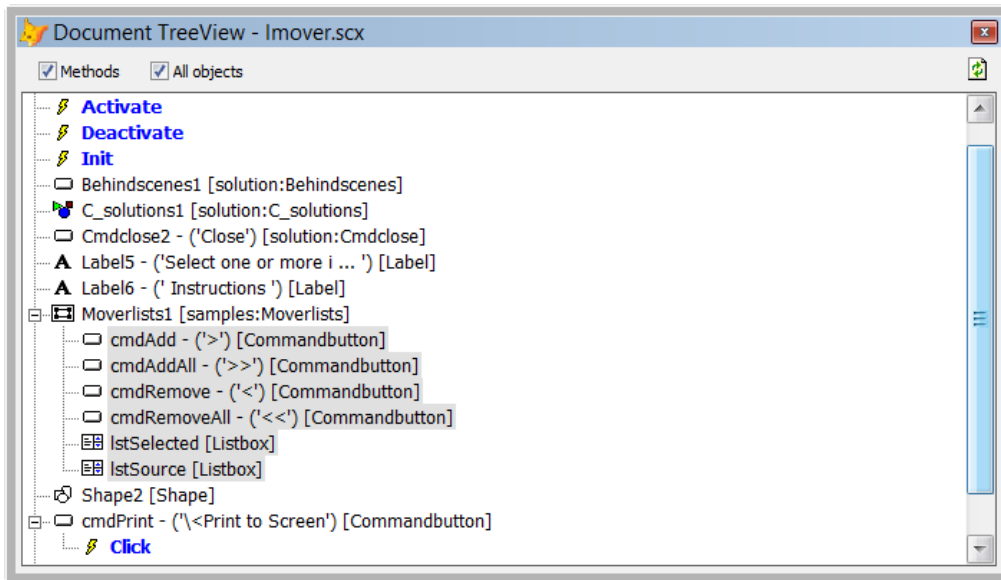 Document TreeView - Imover.scx
Methods All objects
Activate
Deactivate
Init
Behindscenes1 [solution:Behindscenes]
C_solutions1 [solution:C_solutions]
Cmdclose2 - ('Close') [solution:Cmdclose]
A Label5 - ('Select one or more i ... ') [Label]
A Label6 - (' Instructions ') [Label]
Moverlists1 [samples:Moverlists]
cmdAdd - ('>') [Commandbutton]
cmdAddAll - ('>>') [Commandbutton]
cmdRemove - ('<') [Commandbutton]
cmdRemoveAll - ('<<') [Commandbutton]
lstSelected [Listbox]
lstSource [Listbox]
Shape2 [Shape]
cmdPrint - ('\<Print to Screen') [Commandbutton]
Click